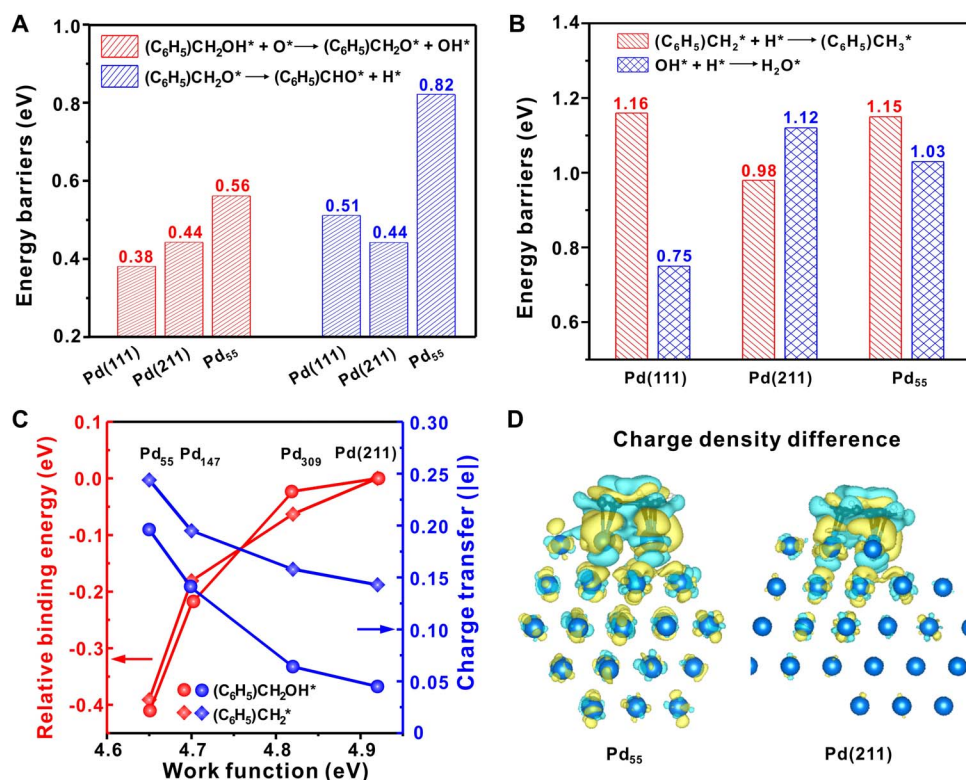 A
(C₆H₅)CH₂OH* + O* → (C₆H₅)CH₂O* + OH*
(C₆H₅)CH₂O* → (C₆H₅)CHO* + H*
Energy barriers (eV)
1.0
0.8
0.6
0.4
0.2
0.38
0.44
0.56
0.51
0.44
0.82
Pd(111)
Pd(211)
Pd₅₅
Pd(111)
Pd(211)
Pd₅₅
B
(C₆H₅)CH₂* + H* → (C₆H₅)CH₃*
OH* + H* → H₂O*
Energy barriers (eV)
1.4
1.2
1.0
0.8
0.6
1.16
0.75
0.98
1.12
1.15
1.03
Pd(111)
Pd(211)
Pd₅₅
C
Relative binding energy (eV)
0.1
0.0
-0.1
-0.2
-0.3
-0.4
Pd₅₅
Pd₁₄₇
Pd₃₀₉
Pd(211)
(C₆H₅)CH₂OH*
(C₆H₅)CH₂*
0.30
0.25
0.20
0.15
0.10
0.05
0
Charge transfer (|e|)
4.6
4.7
4.8
4.9
Work function (eV)
D
Charge density difference
Pd₅₅
Pd(211)